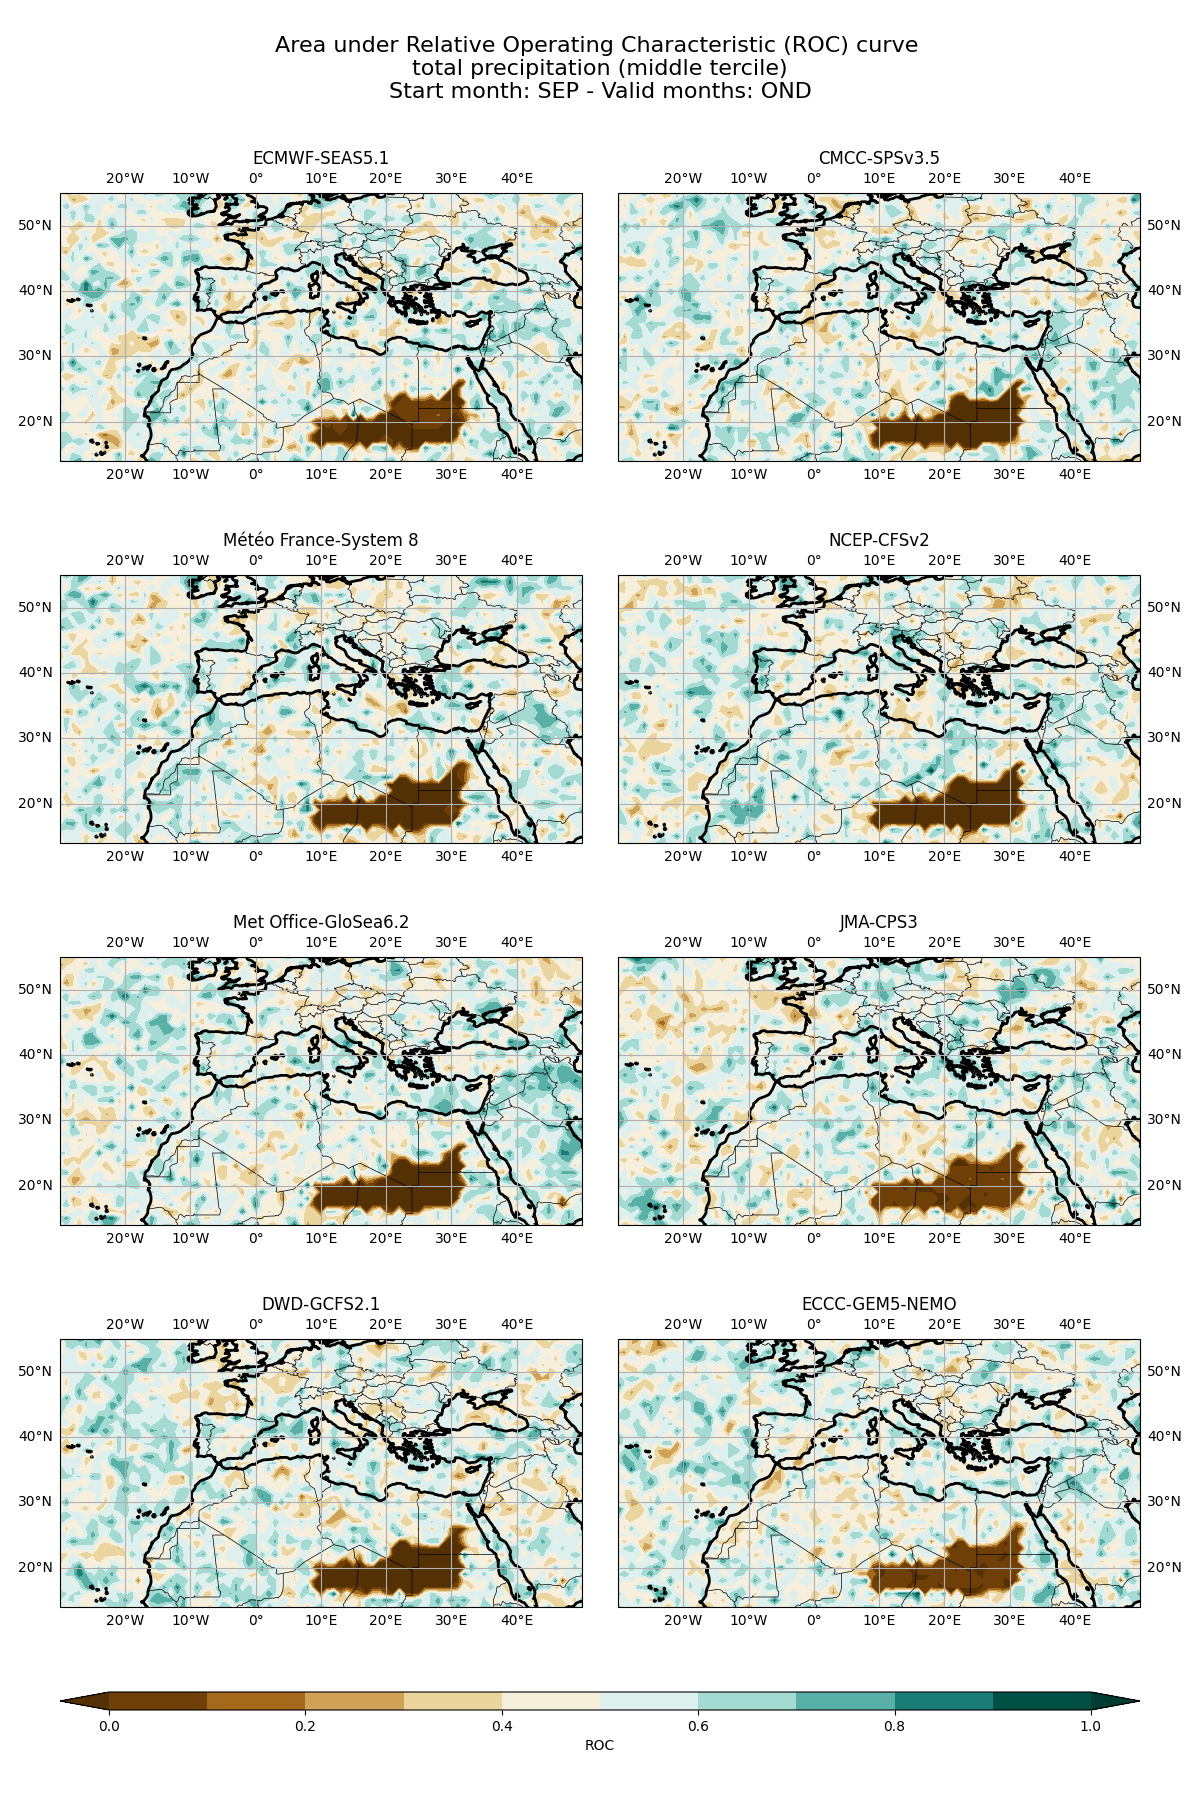 Area under Relative Operating Characteristic (ROC) curve
total precipitation (middle tercile)
Start month: SEP - Valid months: OND
ECMWF-SEAS5.1
20°W 10°W 0° 10°E 20°E 30°E 40°E
50°N
40°N
30°N
20°N
20°W 10°W 0° 10°E 20°E 30°E 40°E
CMCC-SPSv3.5
20°W 10°W 0° 10°E 20°E 30°E 40°E
50°N
40°N
30°N
20°N
20°W 10°W 0° 10°E 20°E 30°E 40°E
Météo France-System 8
20°W 10°W 0° 10°E 20°E 30°E 40°E
50°N
40°N
30°N
20°N
20°W 10°W 0° 10°E 20°E 30°E 40°E
NCEP-CFSv2
20°W 10°W 0° 10°E 20°E 30°E 40°E
50°N
40°N
30°N
20°N
20°W 10°W 0° 10°E 20°E 30°E 40°E
Met Office-GloSea6.2
20°W 10°W 0° 10°E 20°E 30°E 40°E
50°N
40°N
30°N
20°N
20°W 10°W 0° 10°E 20°E 30°E 40°E
JMA-CPS3
20°W 10°W 0° 10°E 20°E 30°E 40°E
50°N
40°N
30°N
20°N
20°W 10°W 0° 10°E 20°E 30°E 40°E
DWD-GCFS2.1
20°W 10°W 0° 10°E 20°E 30°E 40°E
50°N
40°N
30°N
20°N
20°W 10°W 0° 10°E 20°E 30°E 40°E
ECCC-GEM5-NEMO
20°W 10°W 0° 10°E 20°E 30°E 40°E
50°N
40°N
30°N
20°N
20°W 10°W 0° 10°E 20°E 30°E 40°E
0.0 0.2 0.4 0.6 0.8 1.0
ROC